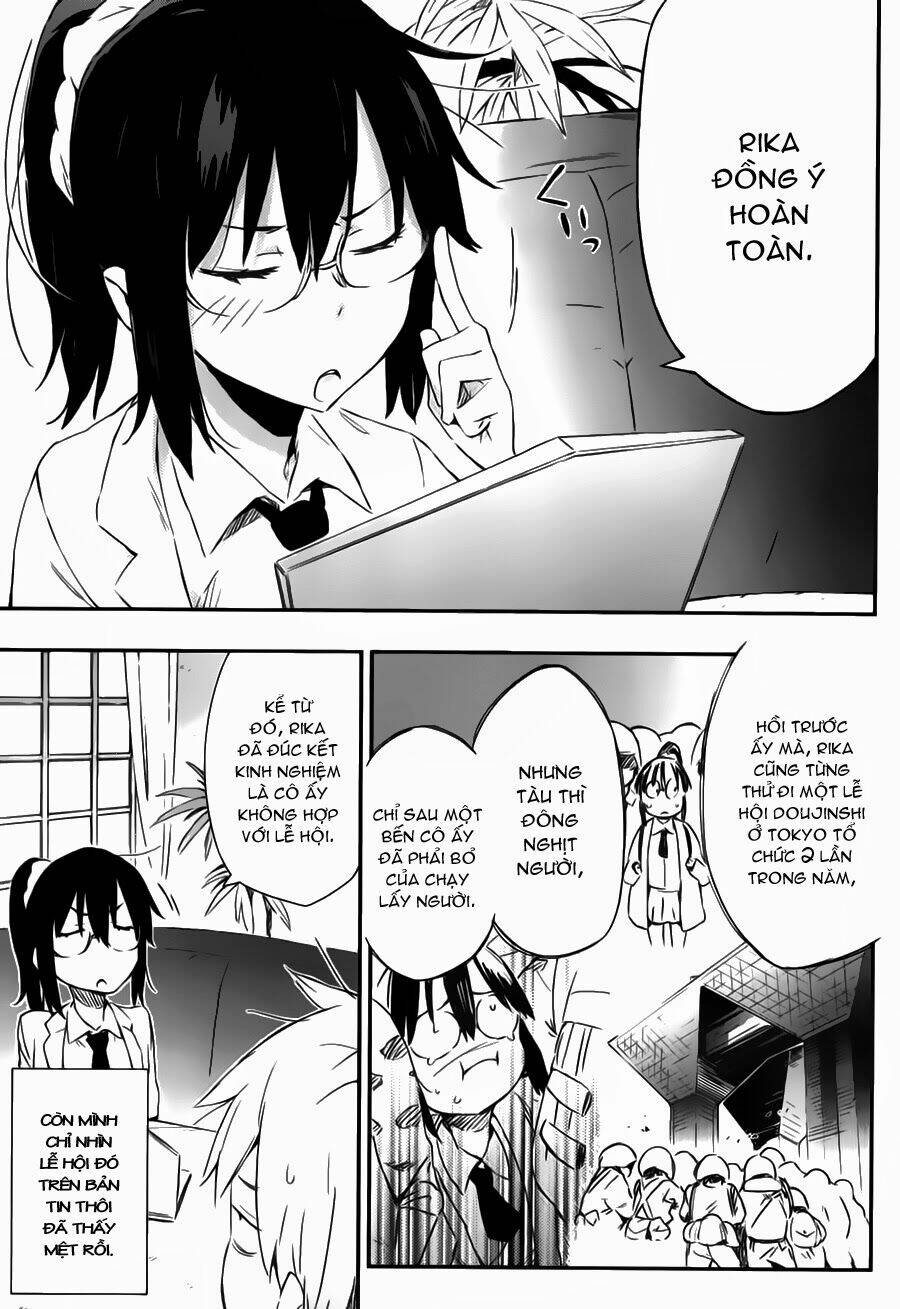 RIKA
ĐỒNG Ý
HOÀN
TOÀN.
HỒI TRƯỚC
ẤY MÀ, RIKA
CŨNG TỪNG
THỬ ĐI MỘT LỄ
HỘI DOUJINSHI
Ở TOKYO TỔ
CHỨC 2 LẦN
TRONG NĂM,
NHƯNG
TÀU THÌ
ĐÔNG
NGHỊT
NGƯỜI,
CHỈ SAU MỘT
BẾN CÔ ẤY
ĐÃ PHẢI BỎ
CỦA CHẠY
LẤY NGƯỜI.
KỂ TỪ
ĐÓ, RIKA
ĐÃ ĐÚC KẾT
KINH NGHIỆM
LÀ CÔ ẤY
KHÔNG HỢP
VỚI LỄ HỘI.
CÒN MÌNH
CHỈ NHÌN
LỄ HỘI ĐÓ
TRÊN BẢN
TIN THÔI
ĐÃ THẤY
MỆT RỒI.